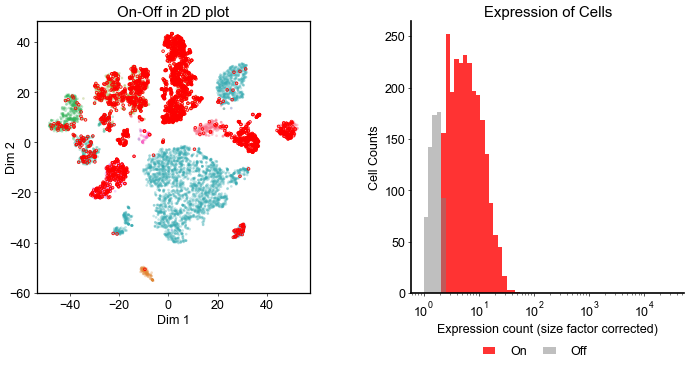 On-Off in 2D plot
Dim 2
40
20
0
−20
−40
−60
−40
−20
0
20
40
Dim 1
Expression of Cells
Cell Counts
250
200
150
100
50
0
10^0
10^1
10^2
10^3
10^4
Expression count (size factor corrected)
On
Off